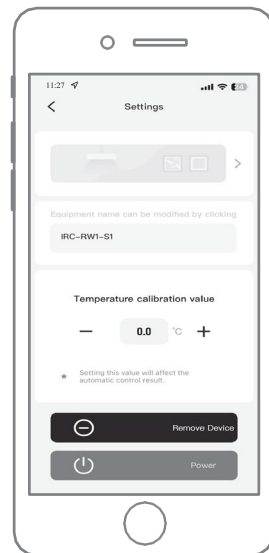 11:27
Settings
Equipment name can be modified by clicking
IRC-RW1-S1
Temperature calibration value
0.0 °C
* Setting this value will affect the
automatic control result.
Remove Device
Power